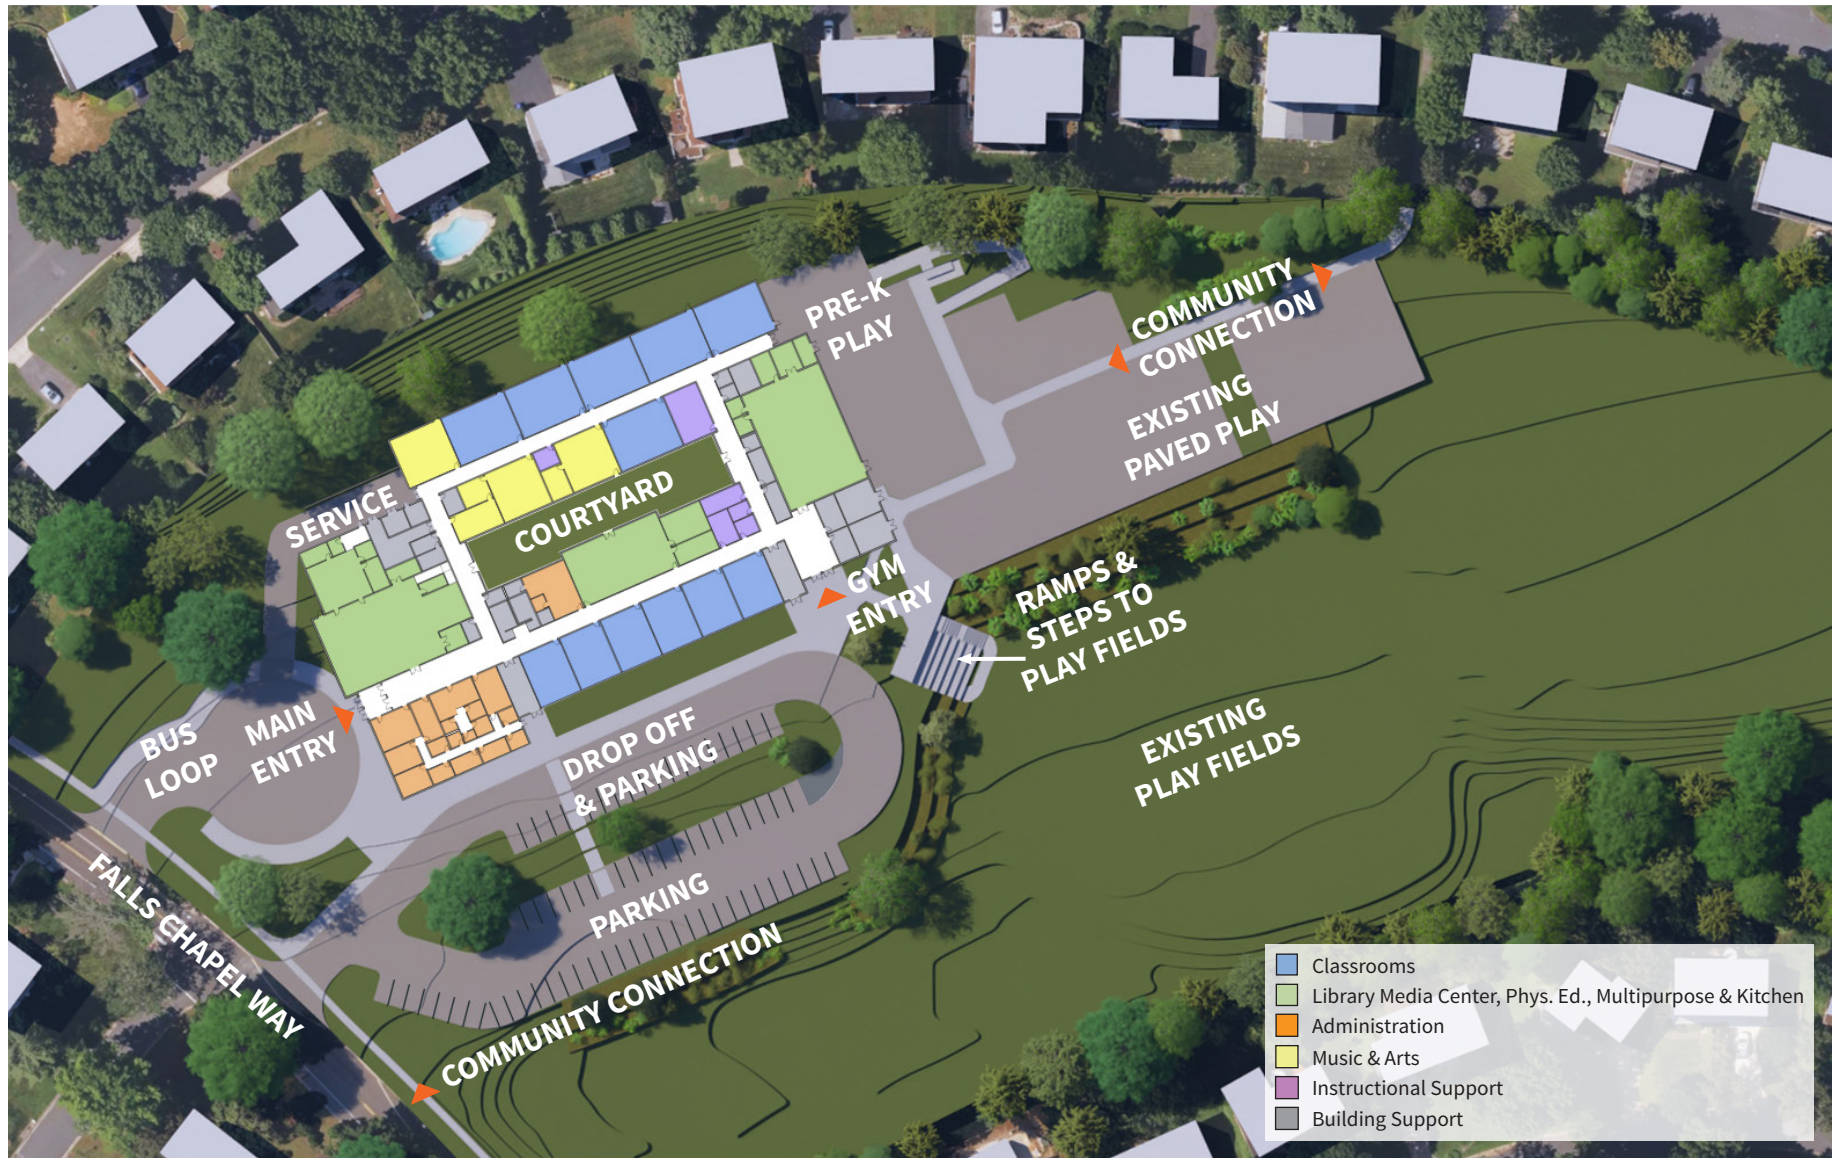 PRE-K
PLAY
COMMUNITY
CONNECTION
EXISTING
PAVED PLAY
SERVICE
COURTYARD
GYM
ENTRY
RAMPS &
STEPS TO
PLAY FIELDS
BUS
LOOP
MAIN
ENTRY
DROP OFF
& PARKING
EXISTING
PLAY FIELDS
PARKING
FALLS CHAPEL WAY
COMMUNITY CONNECTION
Classrooms
Library Media Center, Phys. Ed., Multipurpose & Kitchen
Administration
Music & Arts
Instructional Support
Building Support